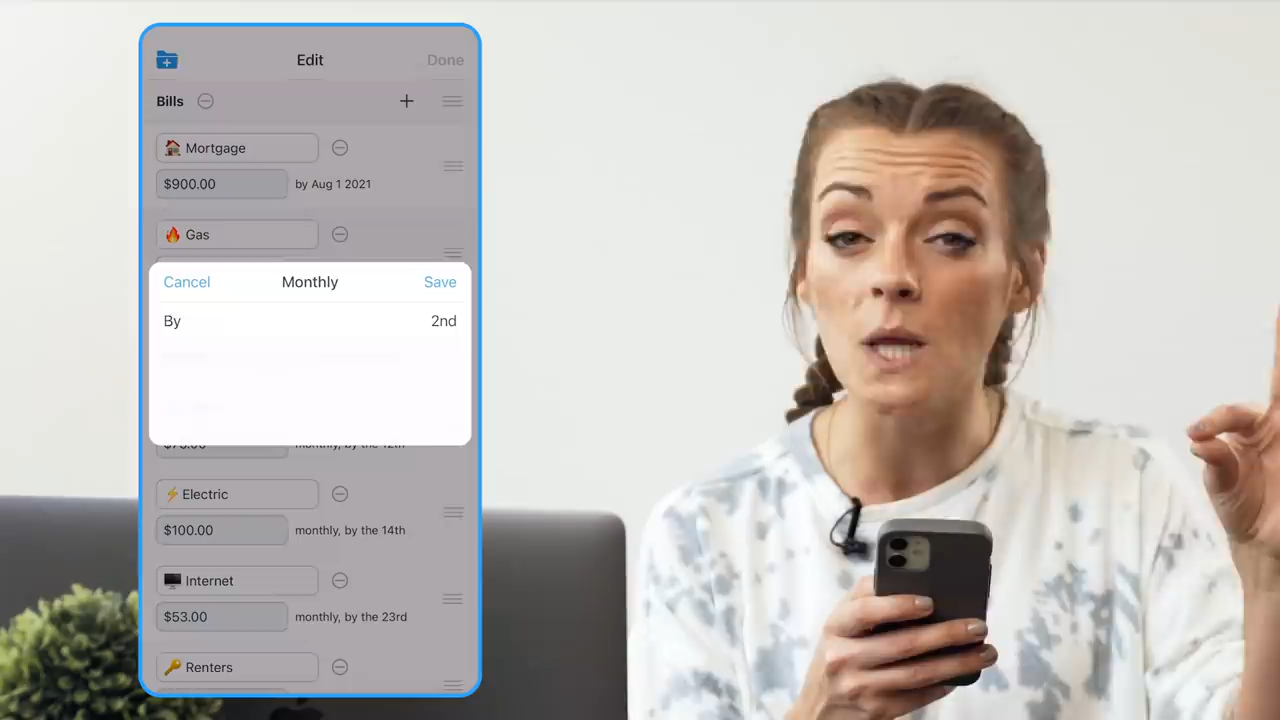 Edit Done
Bills
Mortgage
$900.00 by Aug 1 2021
Gas
Cancel Monthly Save
By 2nd
monthly, by the 12th
Electric
$100.00 monthly, by the 14th
Internet
$53.00 monthly, by the 23rd
Renters